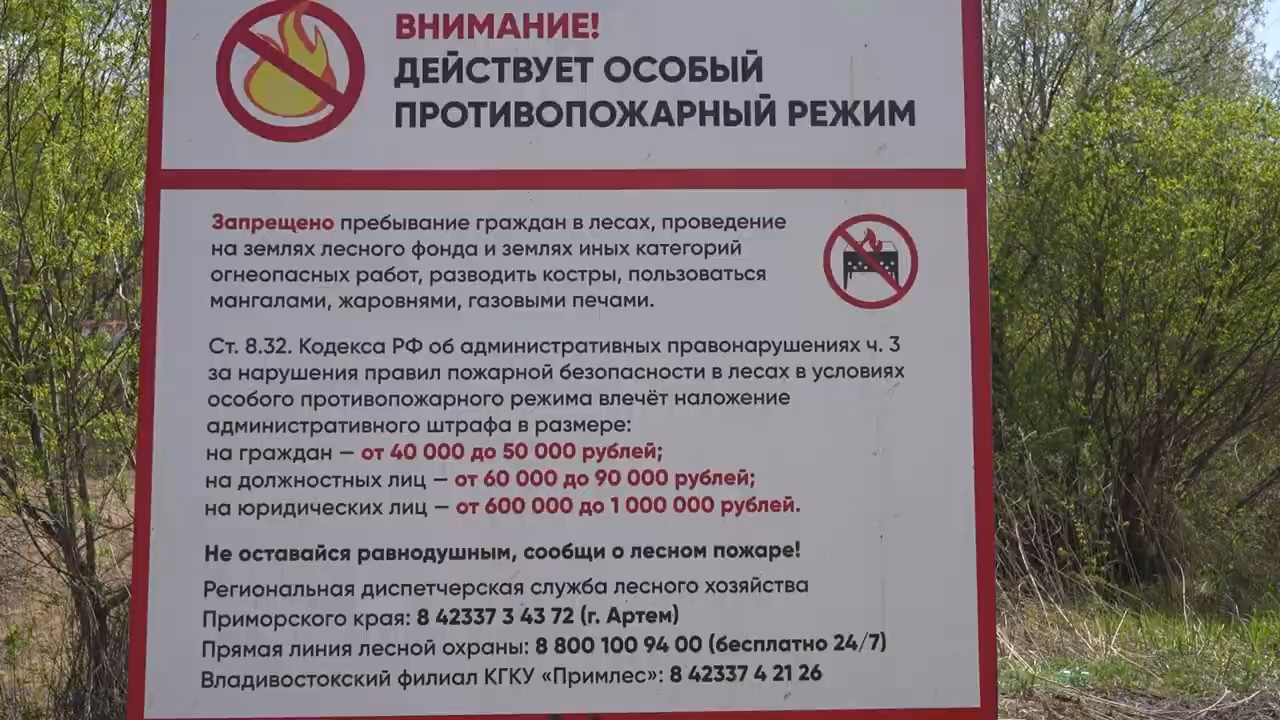 ВНИМАНИЕ!
ДЕЙСТВУЕТ ОСОБЫЙ
ПРОТИВОПОЖАРНЫЙ РЕЖИМ
Запрещено пребывание граждан в лесах, проведение
на землях лесного фонда и землях иных категорий
огнеопасных работ, разводить костры, пользоваться
мангалами, жаровнями, газовыми печами.
Ст. 8.32. Кодекса РФ об административных правонарушениях ч. 3
за нарушения правил пожарной безопасности в лесах в условиях
особого противопожарного режима влечёт наложение
административного штрафа в размере:
на граждан — от 40 000 до 50 000 рублей;
на должностных лиц — от 60 000 до 90 000 рублей;
на юридических лиц — от 600 000 до 1 000 000 рублей.
Не оставайся равнодушным, сообщи о лесном пожаре!
Региональная диспетчерская служба лесного хозяйства
Приморского края: 8 42337 3 43 72 (г. Артем)
Прямая линия лесной охраны: 8 800 100 94 00 (бесплатно 24/7)
Владивостокский филиал КГКУ «Примлес»: 8 42337 4 21 26